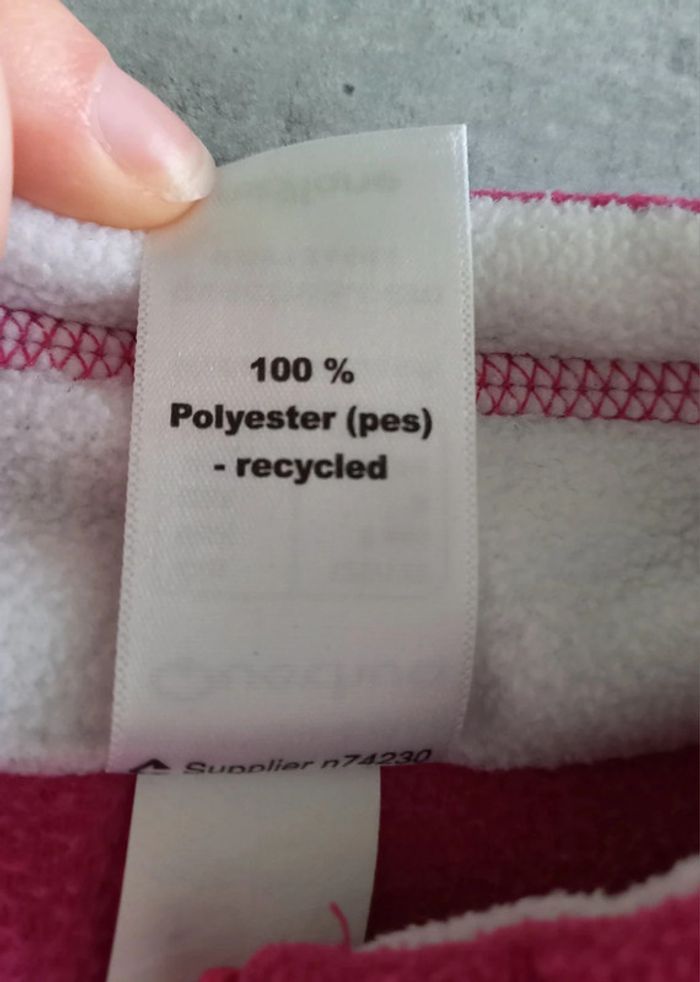 100 %
Polyester (pes)
- recycled
Supplier n74230